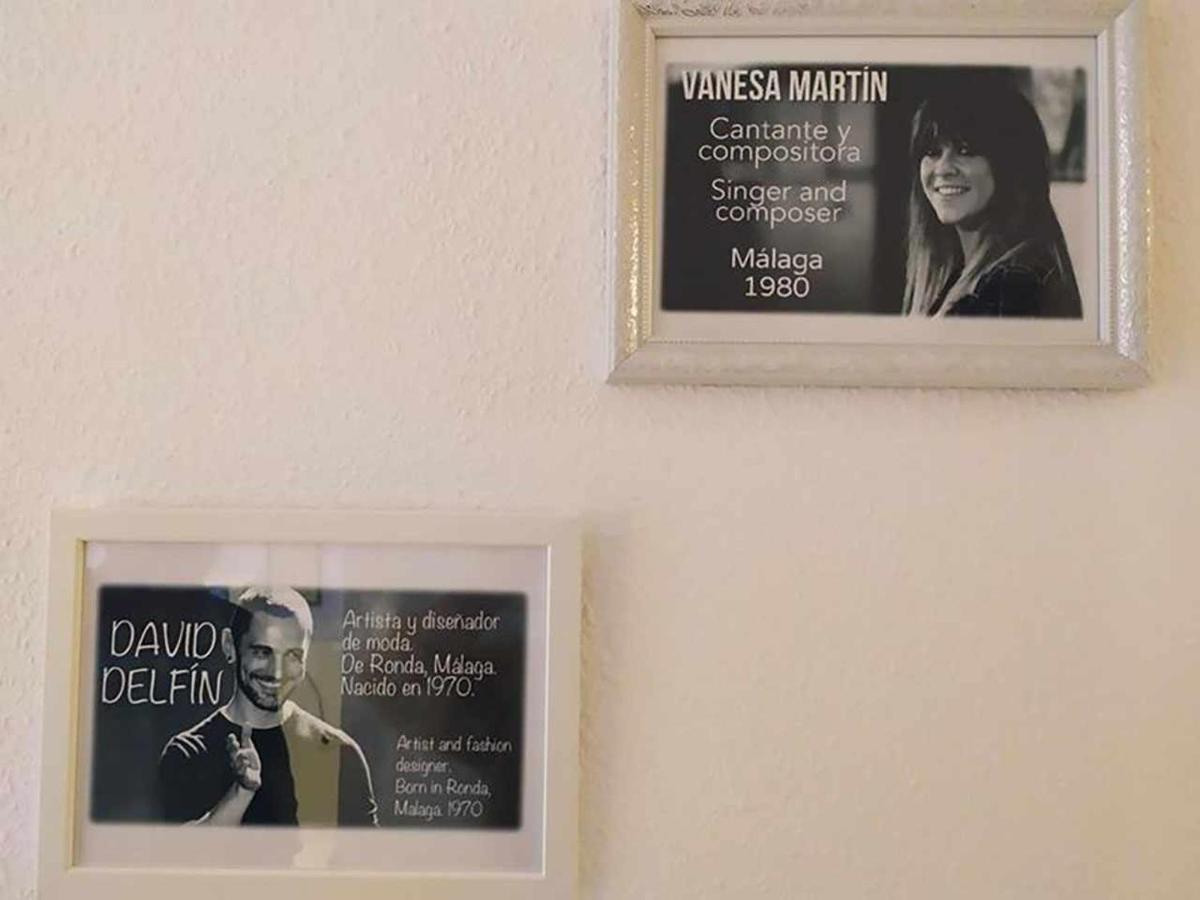 VANESA MARTÍN
Cantante y
compositora
Singer and
composer
Málaga
1980
DAVID
DELFÍN
Artista y diseñador
de moda.
De Ronda, Málaga.
Nacido en 1970.
Artist and fashion
designer.
Born in Ronda,
Malaga. 1970